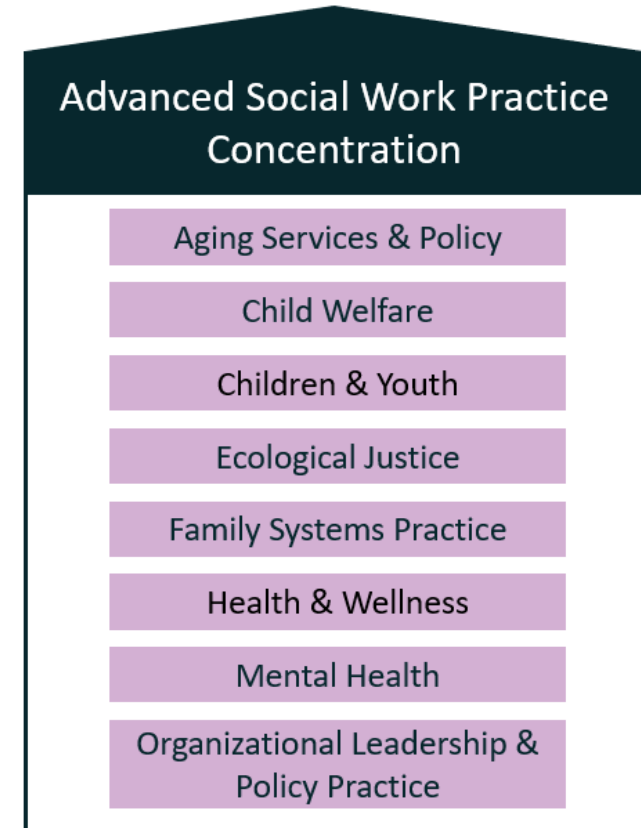 Advanced Social Work Practice
Concentration
Aging Services & Policy
Child Welfare
Children & Youth
Ecological Justice
Family Systems Practice
Health & Wellness
Mental Health
Organizational Leadership &
Policy Practice